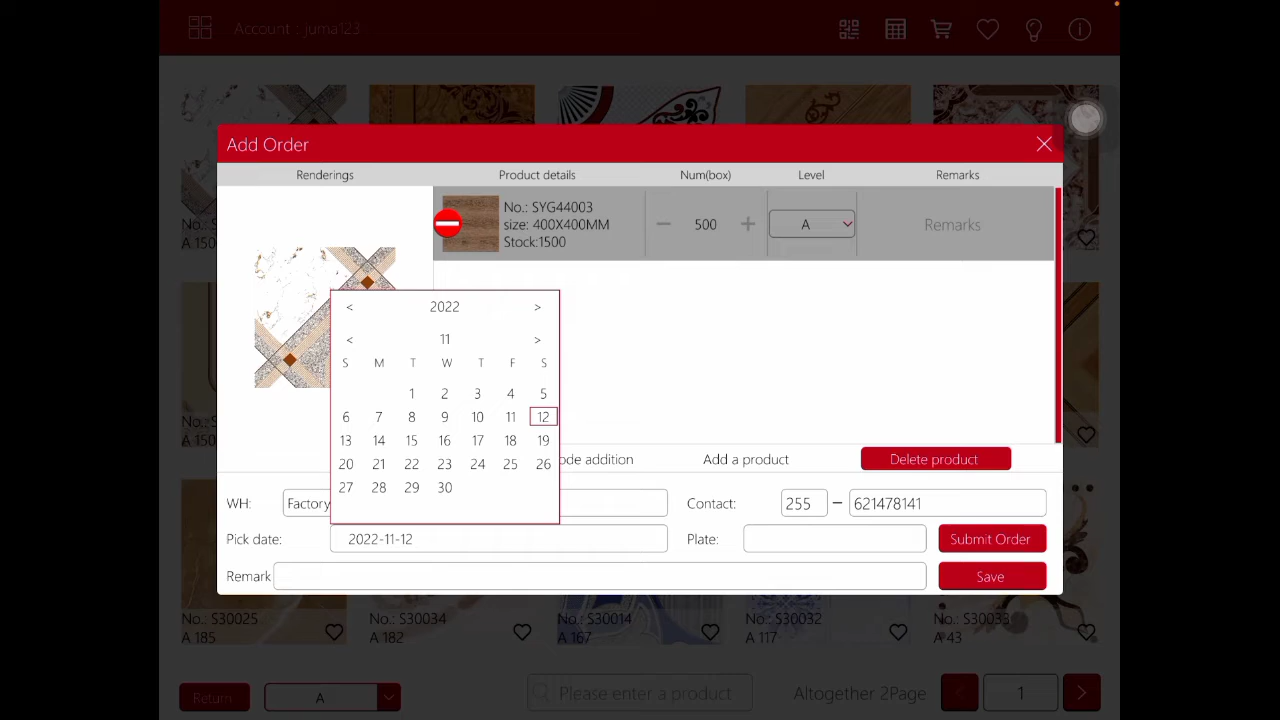 Account : juma123
Add Order
Renderings Product details Num(box) Level Remarks
No.: SYG44003
size: 400X400MM
Stock:1500
− 500 + A Remarks
No.: S
A 150
< 2022 >
< 11 >
S M T W T F S
1 2 3 4 5
6 7 8 9 10 11 12
13 14 15 16 17 18 19
20 21 22 23 24 25 26
27 28 29 30
No.: S
A 150
ode addition Add a product Delete product
WH: Factory Contact: 255 – 621478141
Pick date: 2022-11-12 Plate: Submit Order
Remark Save
No.: S30025
A 185
No.: S30034
A 182
No.: S30014
A 167
No.: S30032
A 117
No.: S30033
A 43
Return A Please enter a product Altogether 2Page < 1 >